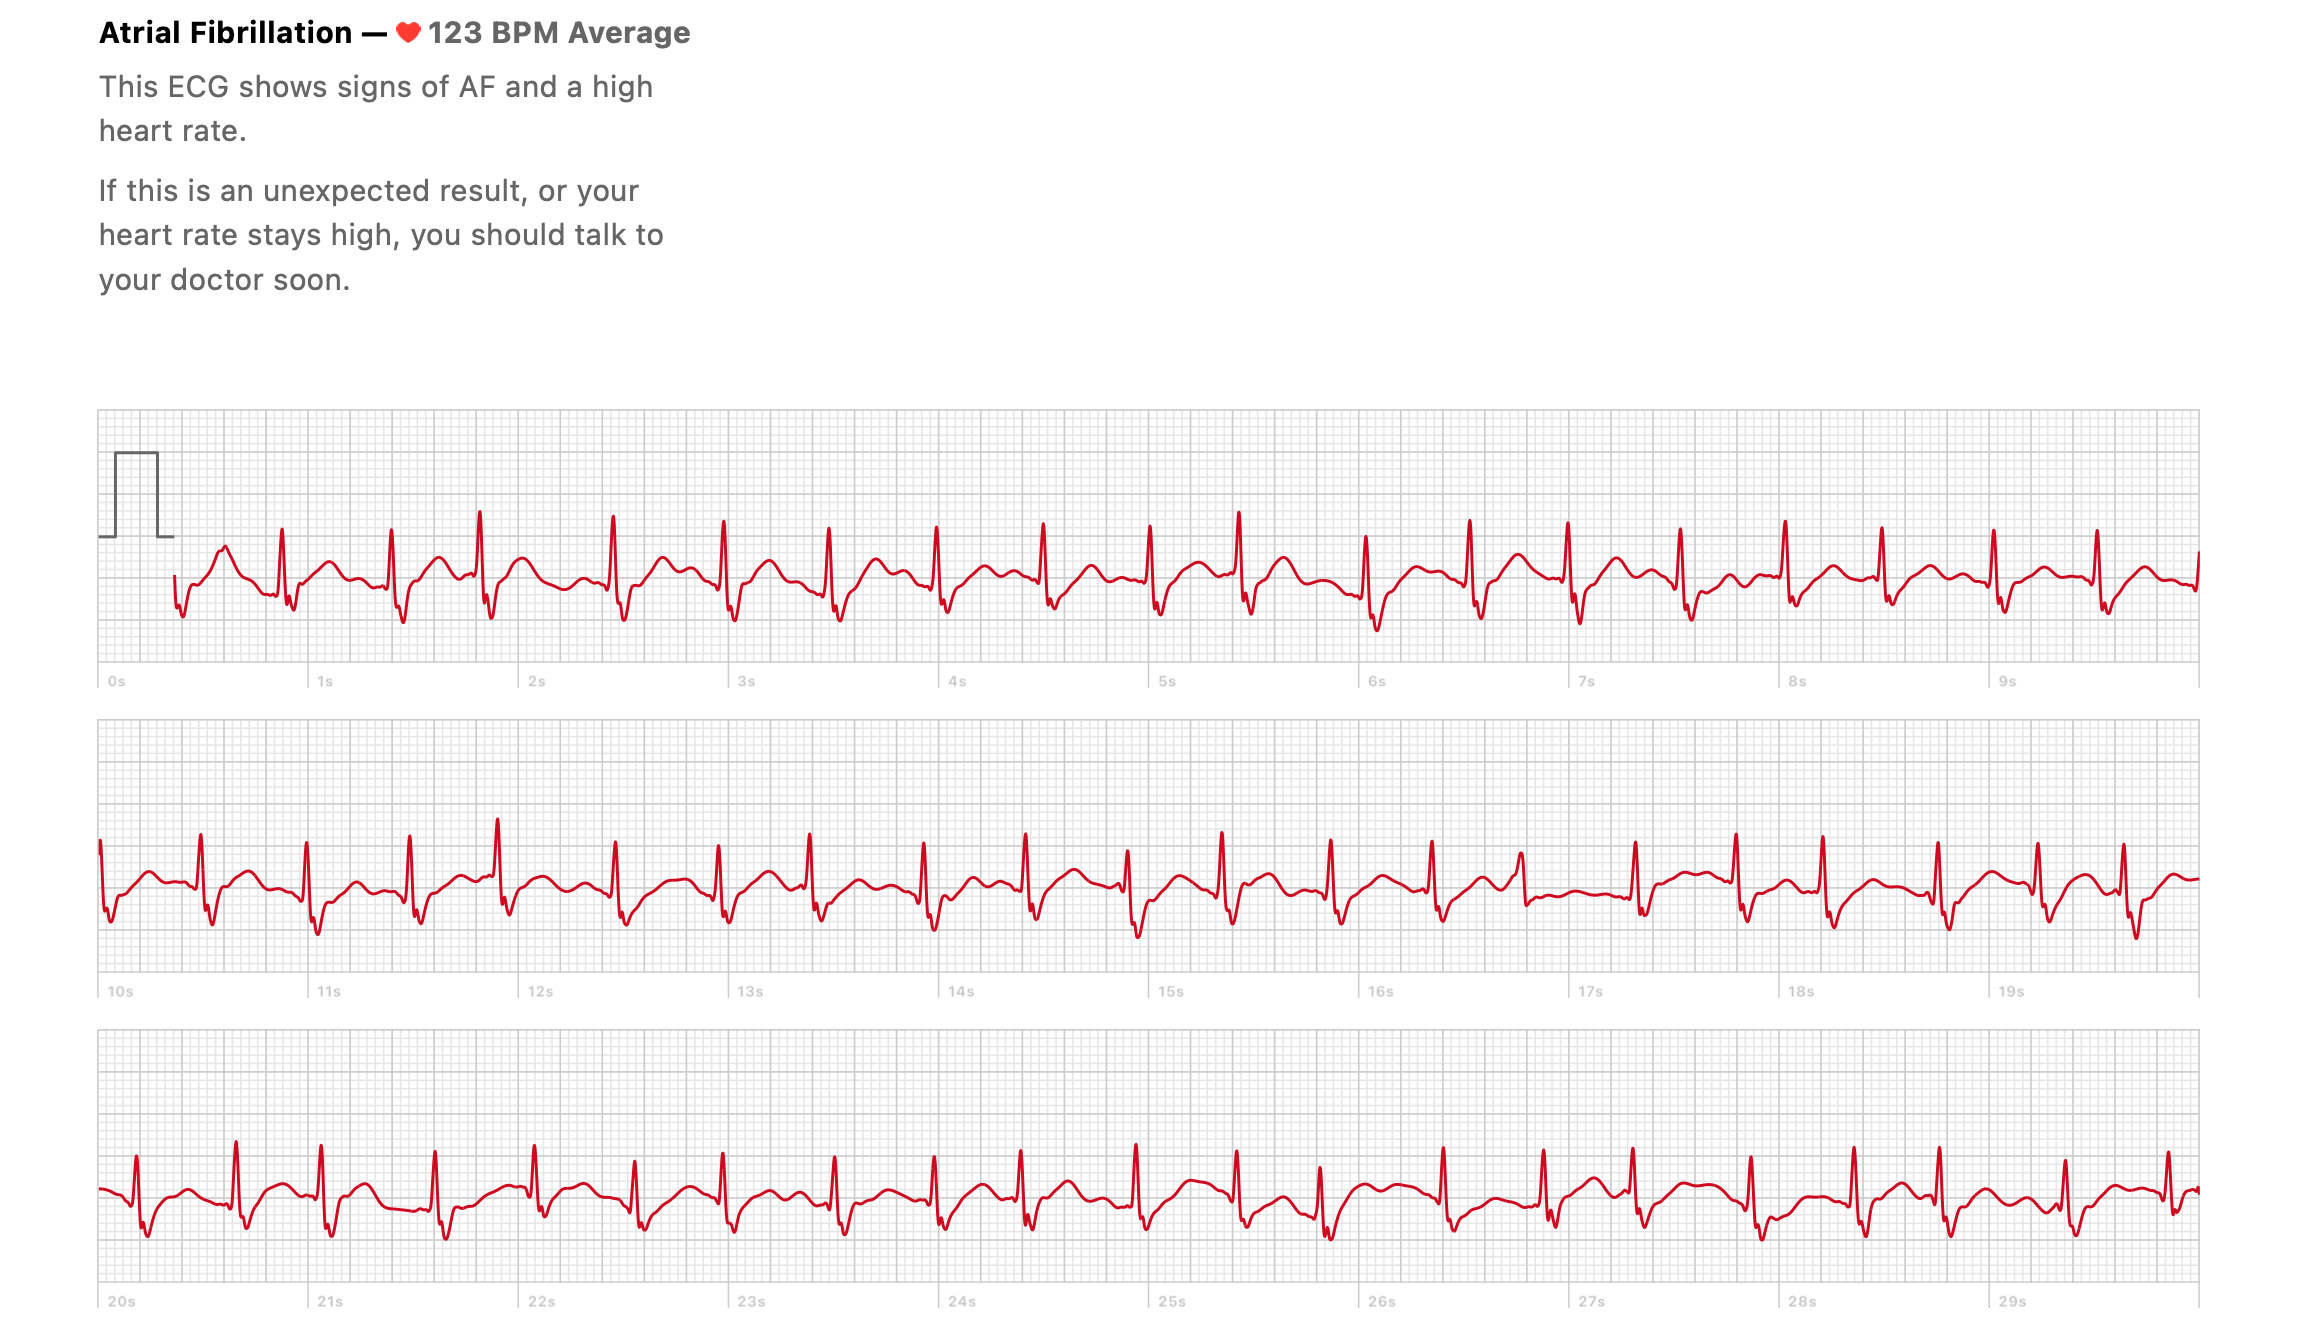 Atrial Fibrillation — ❤️ 123 BPM Average
This ECG shows signs of AF and a high
heart rate.
If this is an unexpected result, or your
heart rate stays high, you should talk to
your doctor soon.
0s 1s 2s 3s 4s 5s 6s 7s 8s 9s
10s 11s 12s 13s 14s 15s 16s 17s 18s 19s
20s 21s 22s 23s 24s 25s 26s 27s 28s 29s